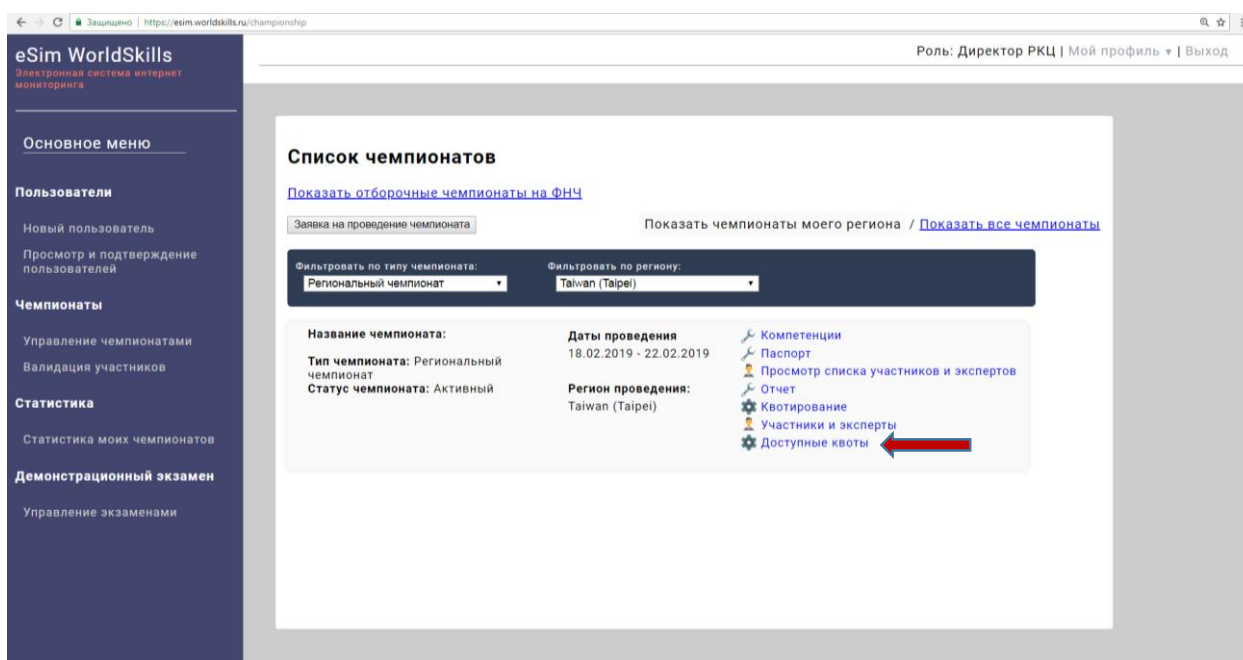 Защищено | https://esim.worldskills.ru/championship
eSim WorldSkills
Электронная система интернет
мониторинга
Роль: Директор РКЦ | Мой профиль ▾ | Выход
Основное меню
Пользователи
Новый пользователь
Просмотр и подтверждение
пользователей
Чемпионаты
Управление чемпионатами
Валидация участников
Статистика
Статистика моих чемпионатов
Демонстрационный экзамен
Управление экзаменами
Список чемпионатов
Показать отборочные чемпионаты на ФНЧ
Заявка на проведение чемпионата
Показать чемпионаты моего региона / Показать все чемпионаты
Фильтровать по типу чемпионата:
Региональный чемпионат
Фильтровать по региону:
Taiwan (Taipei)
Название чемпионата:
Тип чемпионата: Региональный
чемпионат
Статус чемпионата: Активный
Даты проведения
18.02.2019 - 22.02.2019
Регион проведения:
Taiwan (Taipei)
Компетенции
Паспорт
Просмотр списка участников и экспертов
Отчет
Квотирование
Участники и эксперты
Доступные квоты